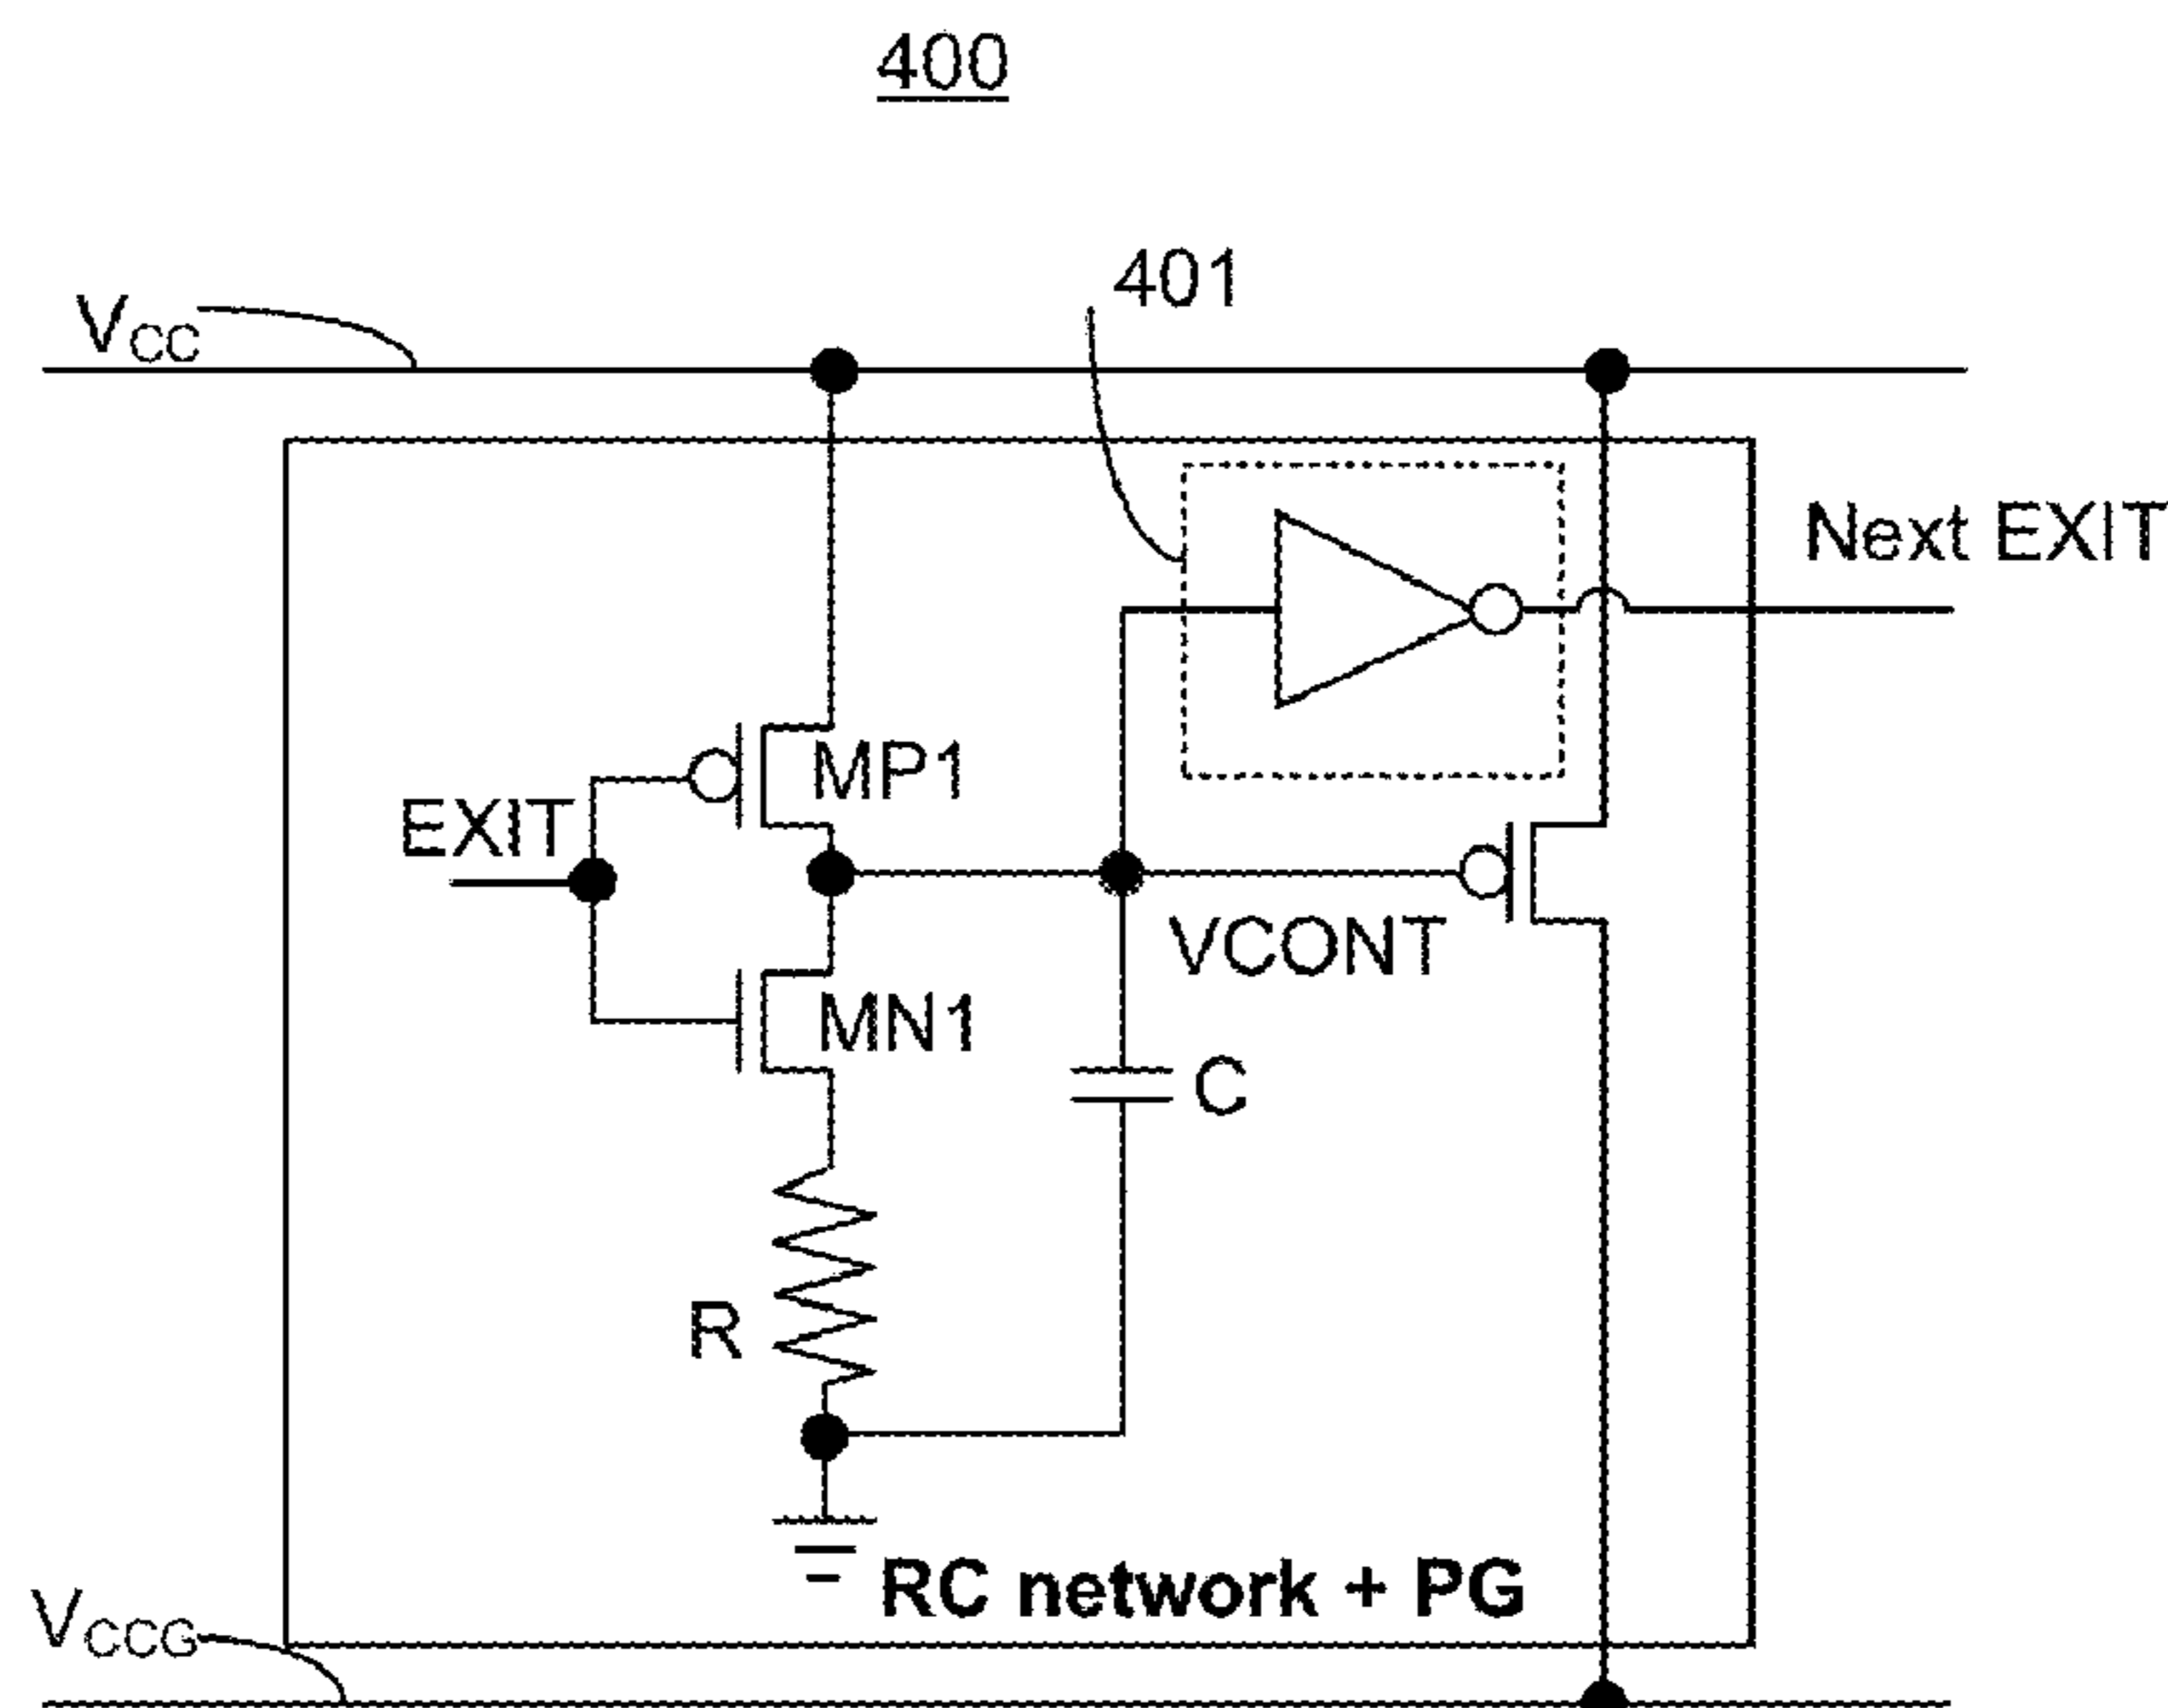 400
401
VCC
Next EXIT
MP1
EXIT
VCONT
MN1
C
R
RC network + PG
VCCG